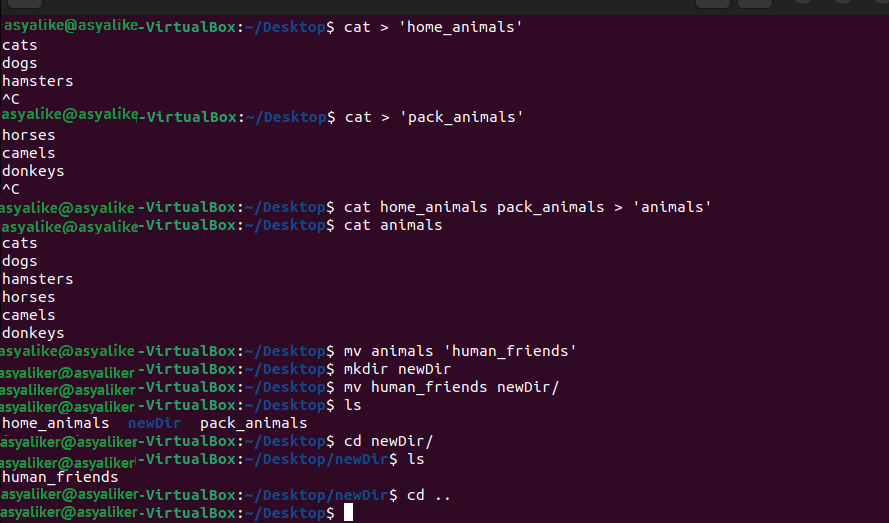 asyalike@asyalike-VirtualBox:~/Desktop$ cat > 'home_animals'
cats
dogs
hamsters
^C
asyalike@asyalike-VirtualBox:~/Desktop$ cat > 'pack_animals'
horses
camels
donkeys
^C
asyalike@asyalike-VirtualBox:~/Desktop$ cat home_animals pack_animals > 'animals'
asyalike@asyalike-VirtualBox:~/Desktop$ cat animals
cats
dogs
hamsters
horses
camels
donkeys
asyalike@asyalike-VirtualBox:~/Desktop$ mv animals 'human_friends'
asyaliker@asyaliker-VirtualBox:~/Desktop$ mkdir newDir
asyaliker@asyaliker-VirtualBox:~/Desktop$ mv human_friends newDir/
asyaliker@asyaliker-VirtualBox:~/Desktop$ ls
home_animals  newDir  pack_animals
asyaliker@asyaliker-VirtualBox:~/Desktop$ cd newDir/
asyaliker@asyaliker-VirtualBox:~/Desktop/newDir$ ls
human_friends
asyaliker@asyaliker-VirtualBox:~/Desktop/newDir$ cd ..
asyaliker@asyaliker-VirtualBox:~/Desktop$